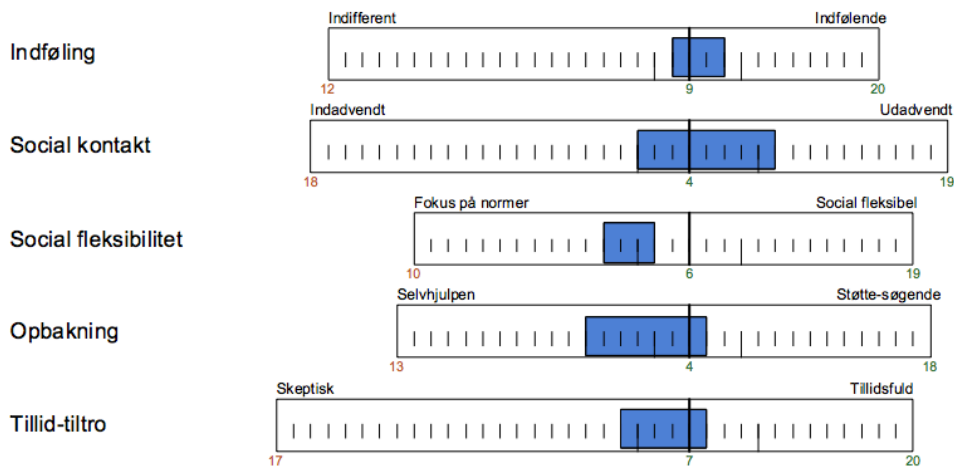 Indifferent Indfølende
Indføling
12 9 20
Indadvendt Udadvendt
Social kontakt
18 4 19
Fokus på normer Social fleksibel
Social fleksibilitet
10 6 19
Selvhjulpen Støtte-søgende
Opbakning
13 4 18
Skeptisk Tillidsfuld
Tillid-tiltro
17 7 20